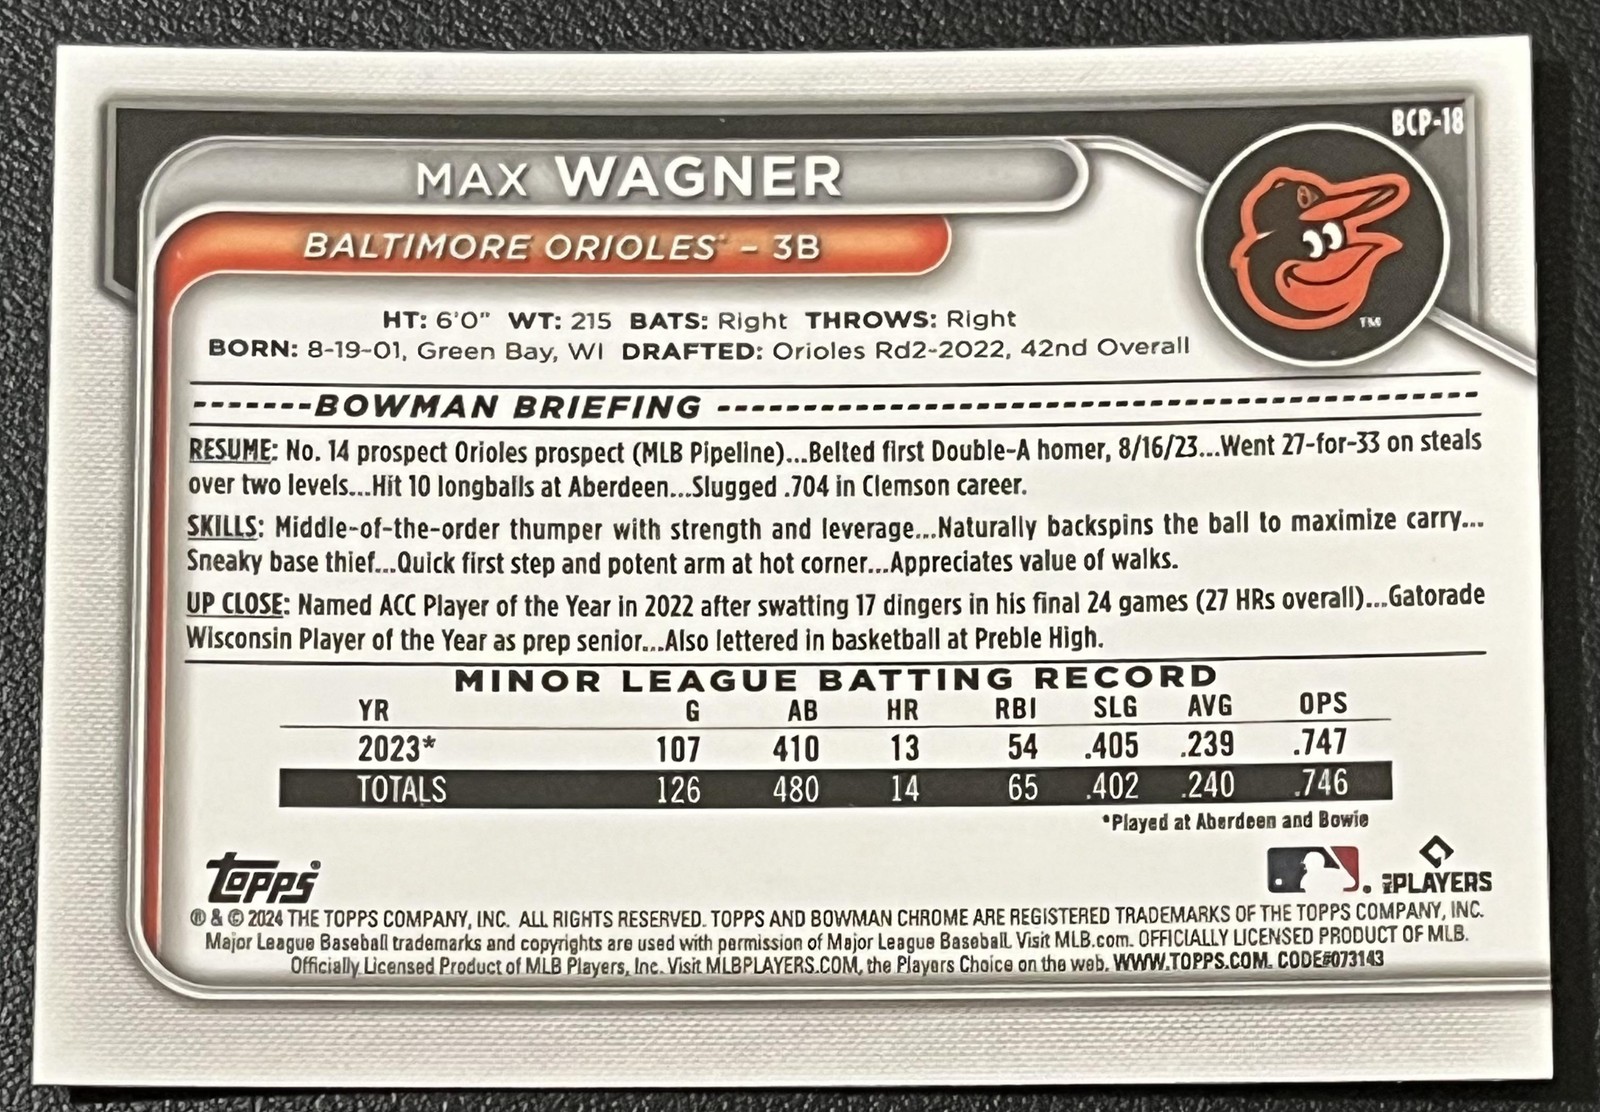 BCP-18
MAX WAGNER
BALTIMORE ORIOLES - 3B
HT: 6'0" WT: 215 BATS: Right THROWS: Right
BORN: 8-19-01, Green Bay, WI DRAFTED: Orioles Rd2-2022, 42nd Overall
TM
BOWMAN BRIEFING
RESUME: No. 14 prospect Orioles prospect (MLB Pipeline)...Belted first Double-A homer, 8/16/23...Went 27-for-33 on steals
over two levels...Hit 10 longballs at Aberdeen...Slugged .704 in Clemson career.
SKILLS: Middle-of-the-order thumper with strength and leverage...Naturally backspins the ball to maximize carry...
Sneaky base thief...Quick first step and potent arm at hot corner...Appreciates value of walks.
UP CLOSE: Named ACC Player of the Year in 2022 after swatting 17 dingers in his final 24 games (27 HRs overall)...Gatorade
Wisconsin Player of the Year as prep senior...Also lettered in basketball at Preble High.
MINOR LEAGUE BATTING RECORD
YR G AB HR RBI SLG AVG OPS
2023* 107 410 13 54 .405 .239 .747
TOTALS 126 480 14 65 .402 .240 .746
*Played at Aberdeen and Bowie
Topps®
MLB PLAYERS
® & © 2024 THE TOPPS COMPANY, INC. ALL RIGHTS RESERVED. TOPPS AND BOWMAN CHROME ARE REGISTERED TRADEMARKS OF THE TOPPS COMPANY, INC.
Major League Baseball trademarks and copyrights are used with permission of Major League Baseball. Visit MLB.com. OFFICIALLY LICENSED PRODUCT OF MLB.
Officially Licensed Product of MLB Players, Inc. Visit MLBPLAYERS.COM, the Players Choice on the web. WWW.TOPPS.COM. CODE#073143